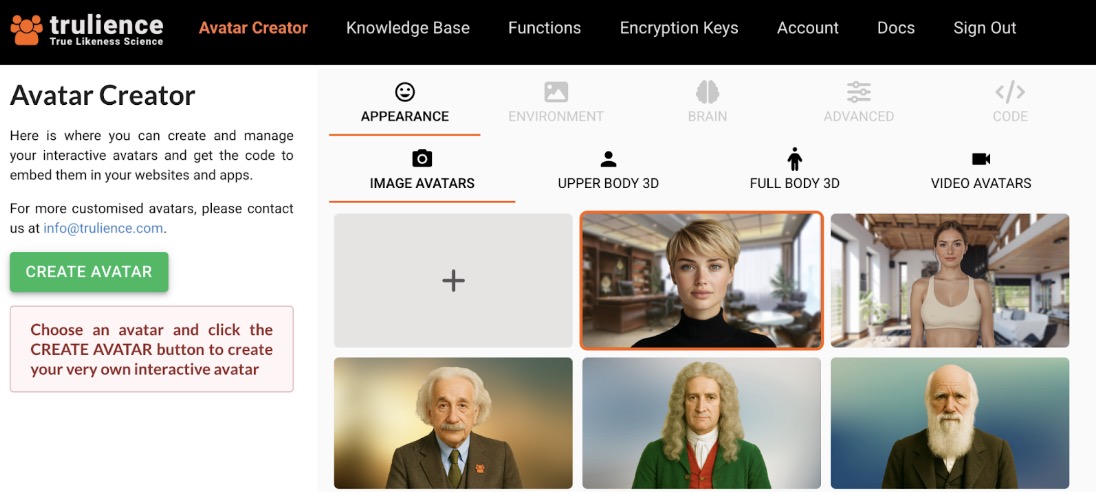 trulience
True Likeness Science
Avatar Creator
Knowledge Base
Functions
Encryption Keys
Account
Docs
Sign Out
Avatar Creator
Here is where you can create and manage
your interactive avatars and get the code to
embed them in your websites and apps.
For more customised avatars, please contact
us at info@trulience.com.
CREATE AVATAR
Choose an avatar and click the
CREATE AVATAR button to create
your very own interactive avatar
APPEARANCE
ENVIRONMENT
BRAIN
ADVANCED
CODE
IMAGE AVATARS
UPPER BODY 3D
FULL BODY 3D
VIDEO AVATARS